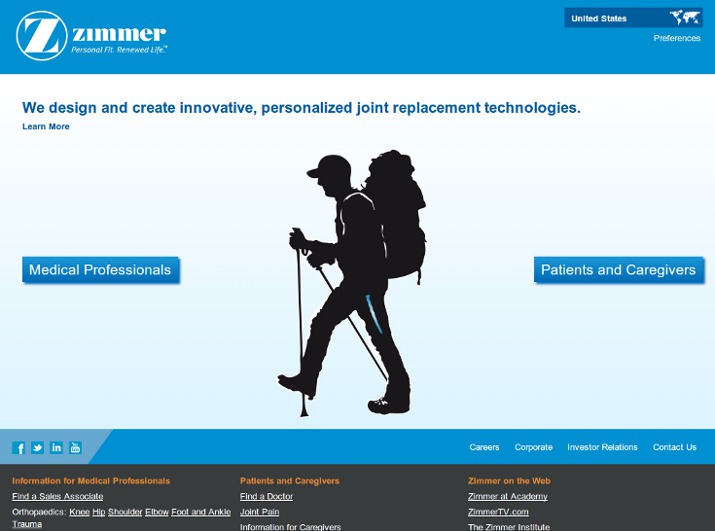 zimmer
Personal Fit. Renewed Life.™
United States
Preferences
We design and create innovative, personalized joint replacement technologies.
Learn More
Medical Professionals
Patients and Caregivers
Careers Corporate Investor Relations Contact Us
Information for Medical Professionals
Find a Sales Associate
Orthopaedics: Knee Hip Shoulder Elbow Foot and Ankle
Trauma
Patients and Caregivers
Find a Doctor
Joint Pain
Information for Caregivers
Zimmer on the Web
Zimmer at Academy
ZimmerTV.com
The Zimmer Institute